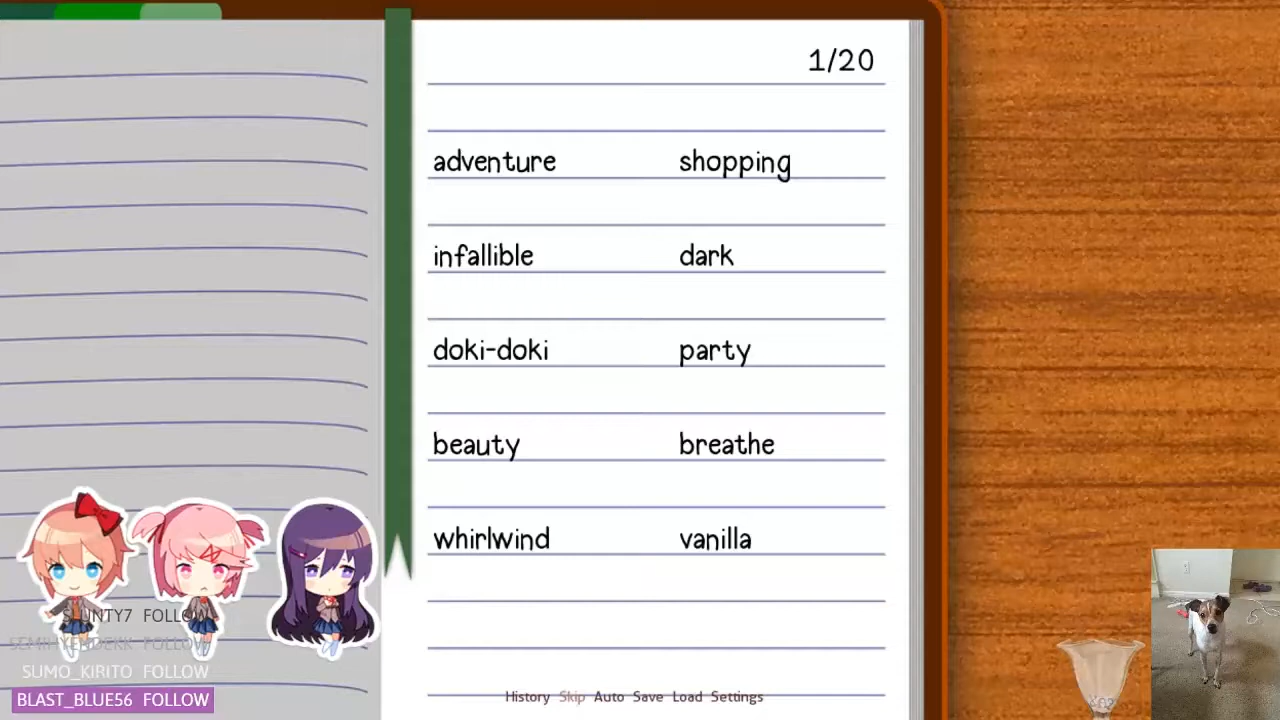 1/20
adventure shopping
infallible dark
doki-doki party
beauty breathe
whirlwind vanilla
FOLLOW
SUMO_KIRITO FOLLOW
BLAST_BLUE56 FOLLOW
History Skip Auto Save Load Settings